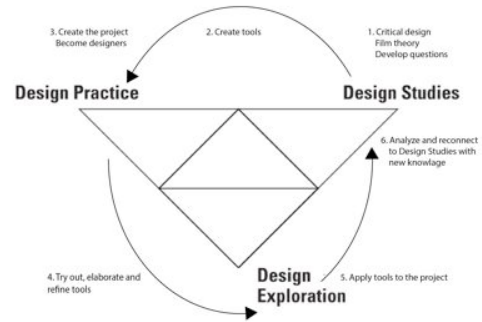 3. Create the project
Become designers
2. Create tools
1. Critical design
Film theory
Develop questions
Design Practice
Design Studies
6. Analyze and reconnect
to Design Studies with
new knowlage
4. Try out, elaborate and
refine tools
Design
Exploration
5. Apply tools to the project